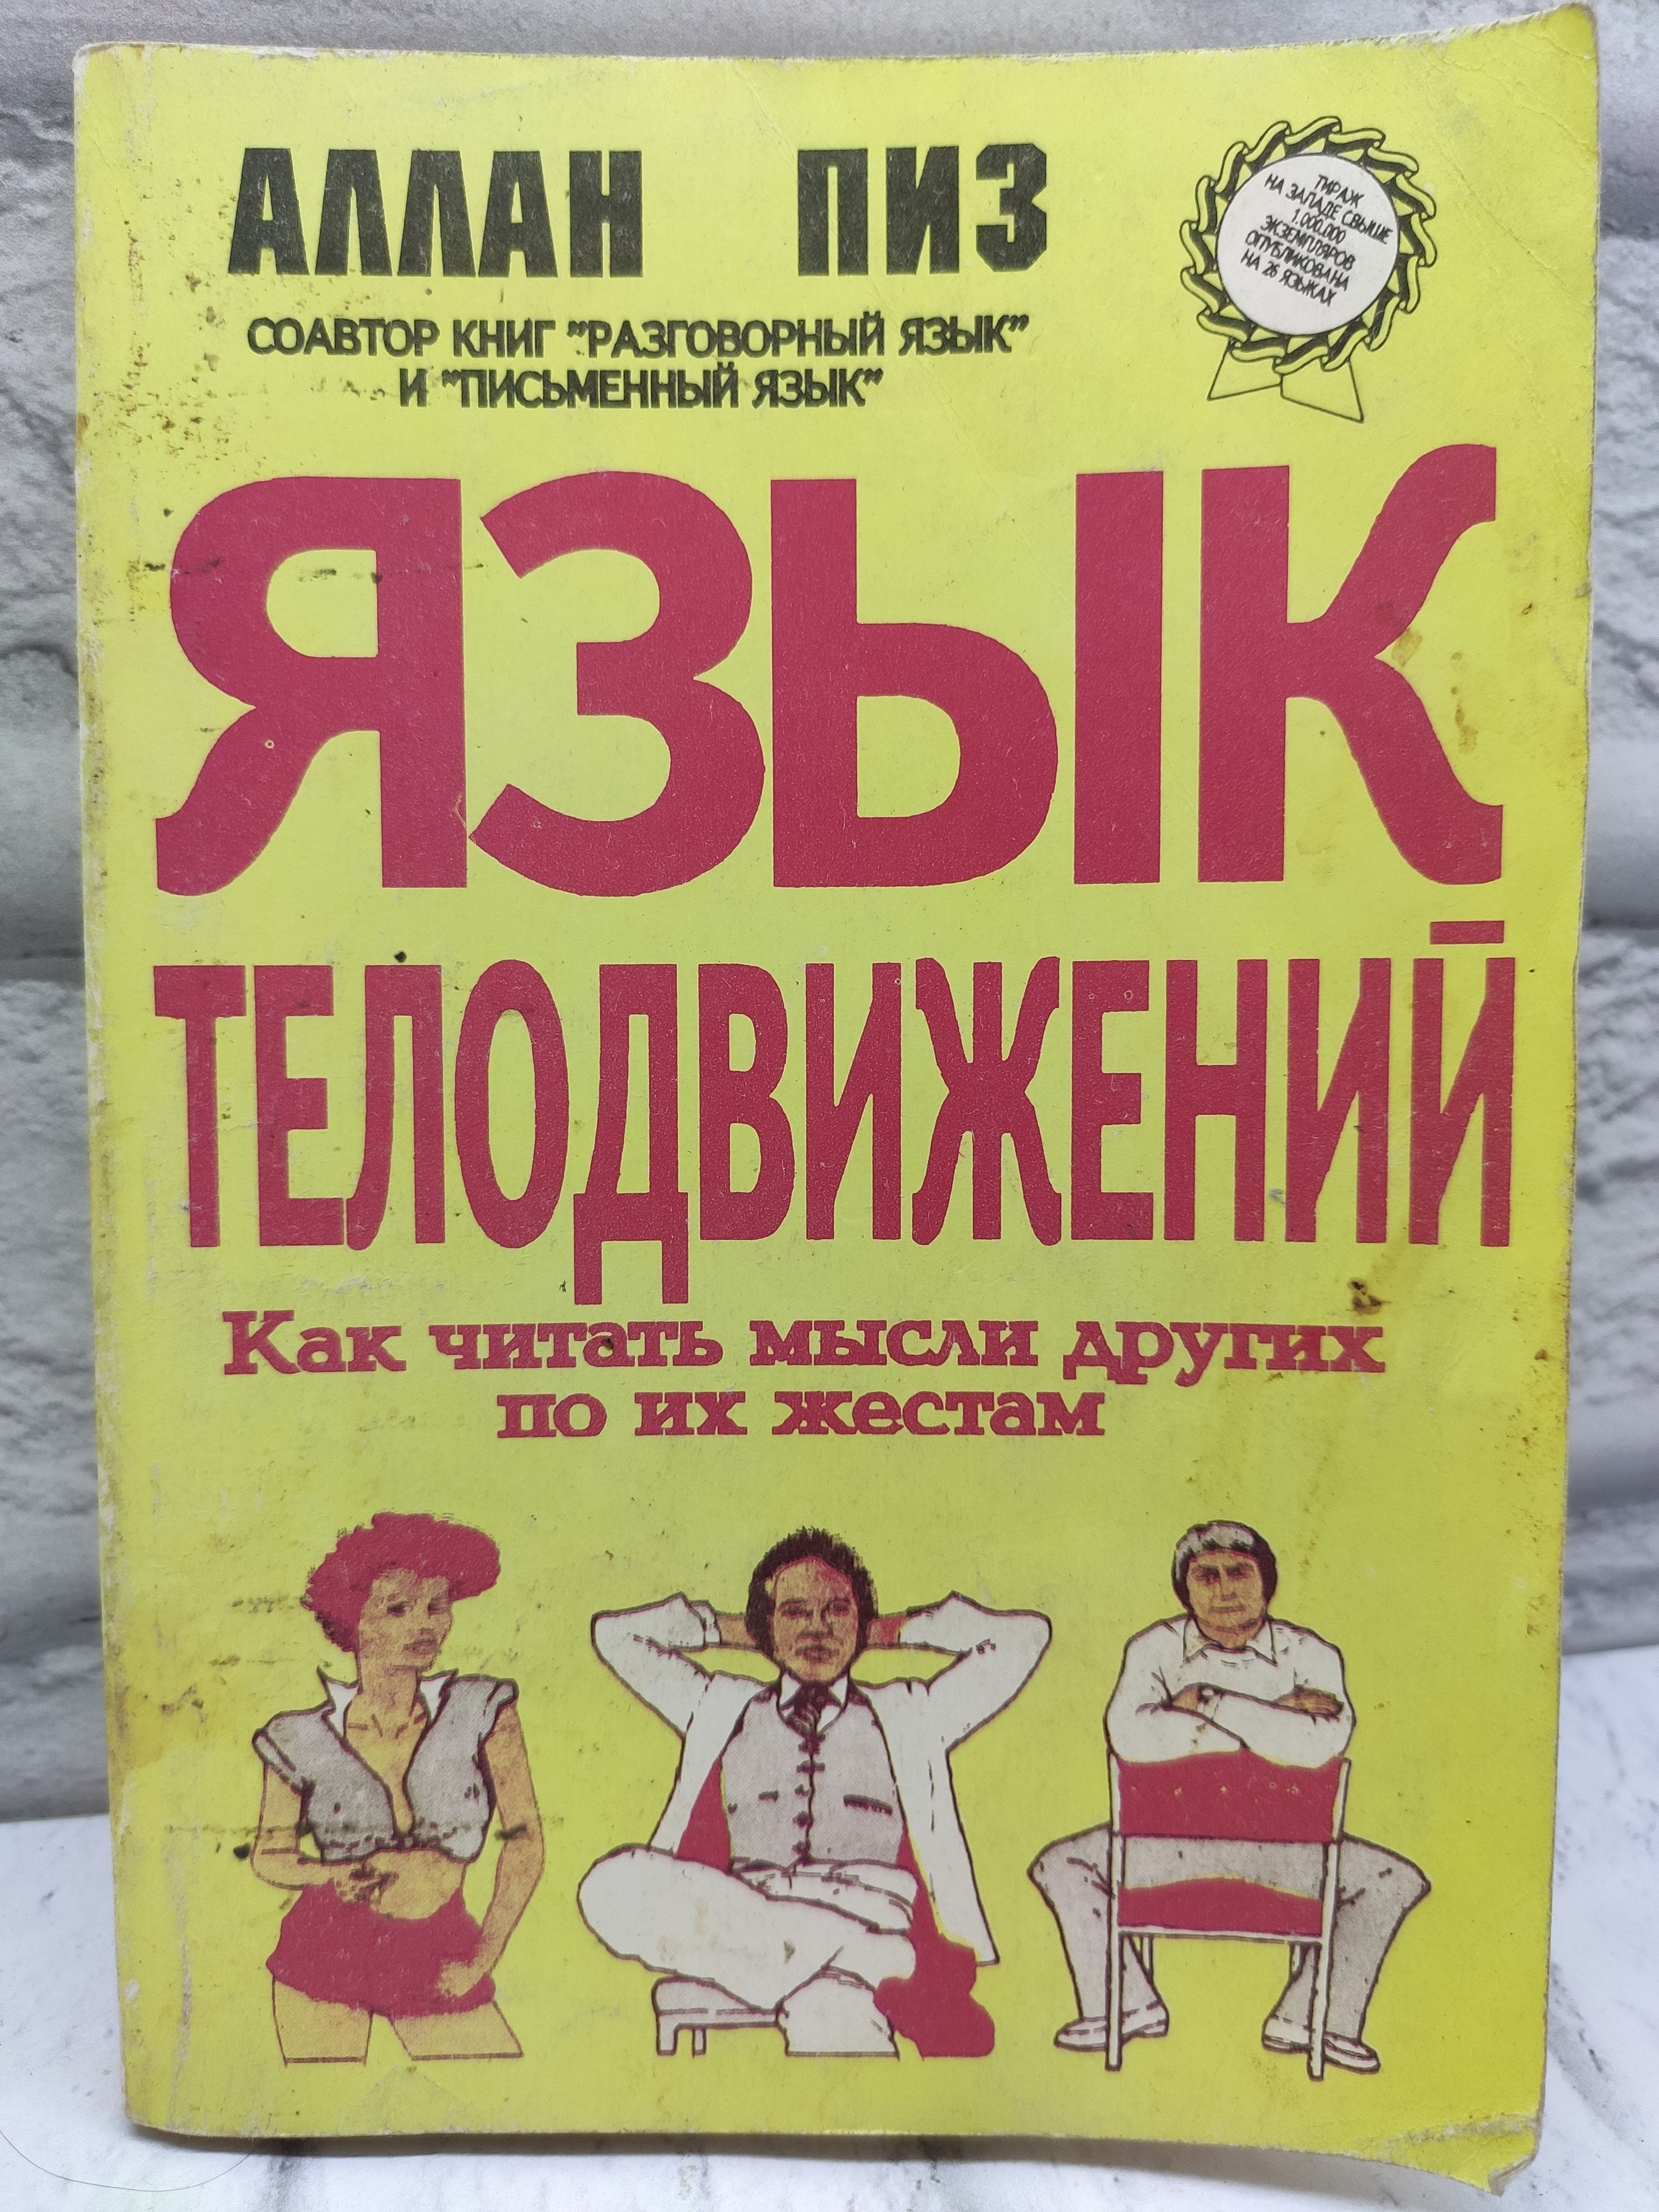 АЛЛАН ПИЗ
СОАВТОР КНИГ "РАЗГОВОРНЫЙ ЯЗЫК"
И "ПИСЬМЕННЫЙ ЯЗЫК"
ТИРАЖ
НА ЗАПАДЕ СВЫШЕ
1.000.000
ЭКЗЕМПЛЯРОВ
ОПУБЛИКОВАНА
НА 26 ЯЗЫКАХ
ЯЗЫК
ТЕЛОДВИЖЕНИЙ
Как читать мысли других
по их жестам